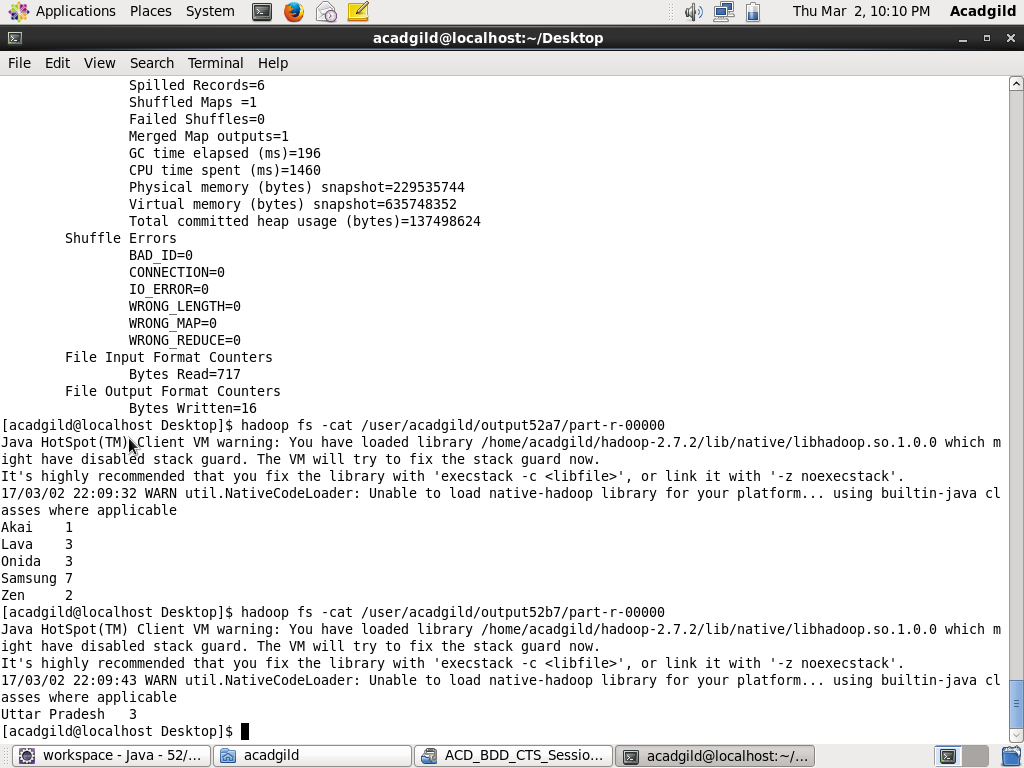 Applications Places System Thu Mar 2, 10:10 PM Acadgild
acadgild@localhost:~/Desktop
File Edit View Search Terminal Help
Spilled Records=6
Shuffled Maps =1
Failed Shuffles=0
Merged Map outputs=1
GC time elapsed (ms)=196
CPU time spent (ms)=1460
Physical memory (bytes) snapshot=229535744
Virtual memory (bytes) snapshot=635748352
Total committed heap usage (bytes)=137498624
Shuffle Errors
BAD_ID=0
CONNECTION=0
IO_ERROR=0
WRONG_LENGTH=0
WRONG_MAP=0
WRONG_REDUCE=0
File Input Format Counters
Bytes Read=717
File Output Format Counters
Bytes Written=16
[acadgild@localhost Desktop]$ hadoop fs -cat /user/acadgild/output52a7/part-r-00000
Java HotSpot(TM) Client VM warning: You have loaded library /home/acadgild/hadoop-2.7.2/lib/native/libhadoop.so.1.0.0 which m
ight have disabled stack guard. The VM will try to fix the stack guard now.
It's highly recommended that you fix the library with 'execstack -c <libfile>', or link it with '-z noexecstack'.
17/03/02 22:09:32 WARN util.NativeCodeLoader: Unable to load native-hadoop library for your platform... using builtin-java cl
asses where applicable
Akai 1
Lava 3
Onida 3
Samsung 7
Zen 2
[acadgild@localhost Desktop]$ hadoop fs -cat /user/acadgild/output52b7/part-r-00000
Java HotSpot(TM) Client VM warning: You have loaded library /home/acadgild/hadoop-2.7.2/lib/native/libhadoop.so.1.0.0 which m
ight have disabled stack guard. The VM will try to fix the stack guard now.
It's highly recommended that you fix the library with 'execstack -c <libfile>', or link it with '-z noexecstack'.
17/03/02 22:09:43 WARN util.NativeCodeLoader: Unable to load native-hadoop library for your platform... using builtin-java cl
asses where applicable
Uttar Pradesh 3
[acadgild@localhost Desktop]$
workspace - Java - 52/... acadgild ACD_BDD_CTS_Sessio... acadgild@localhost:~/...